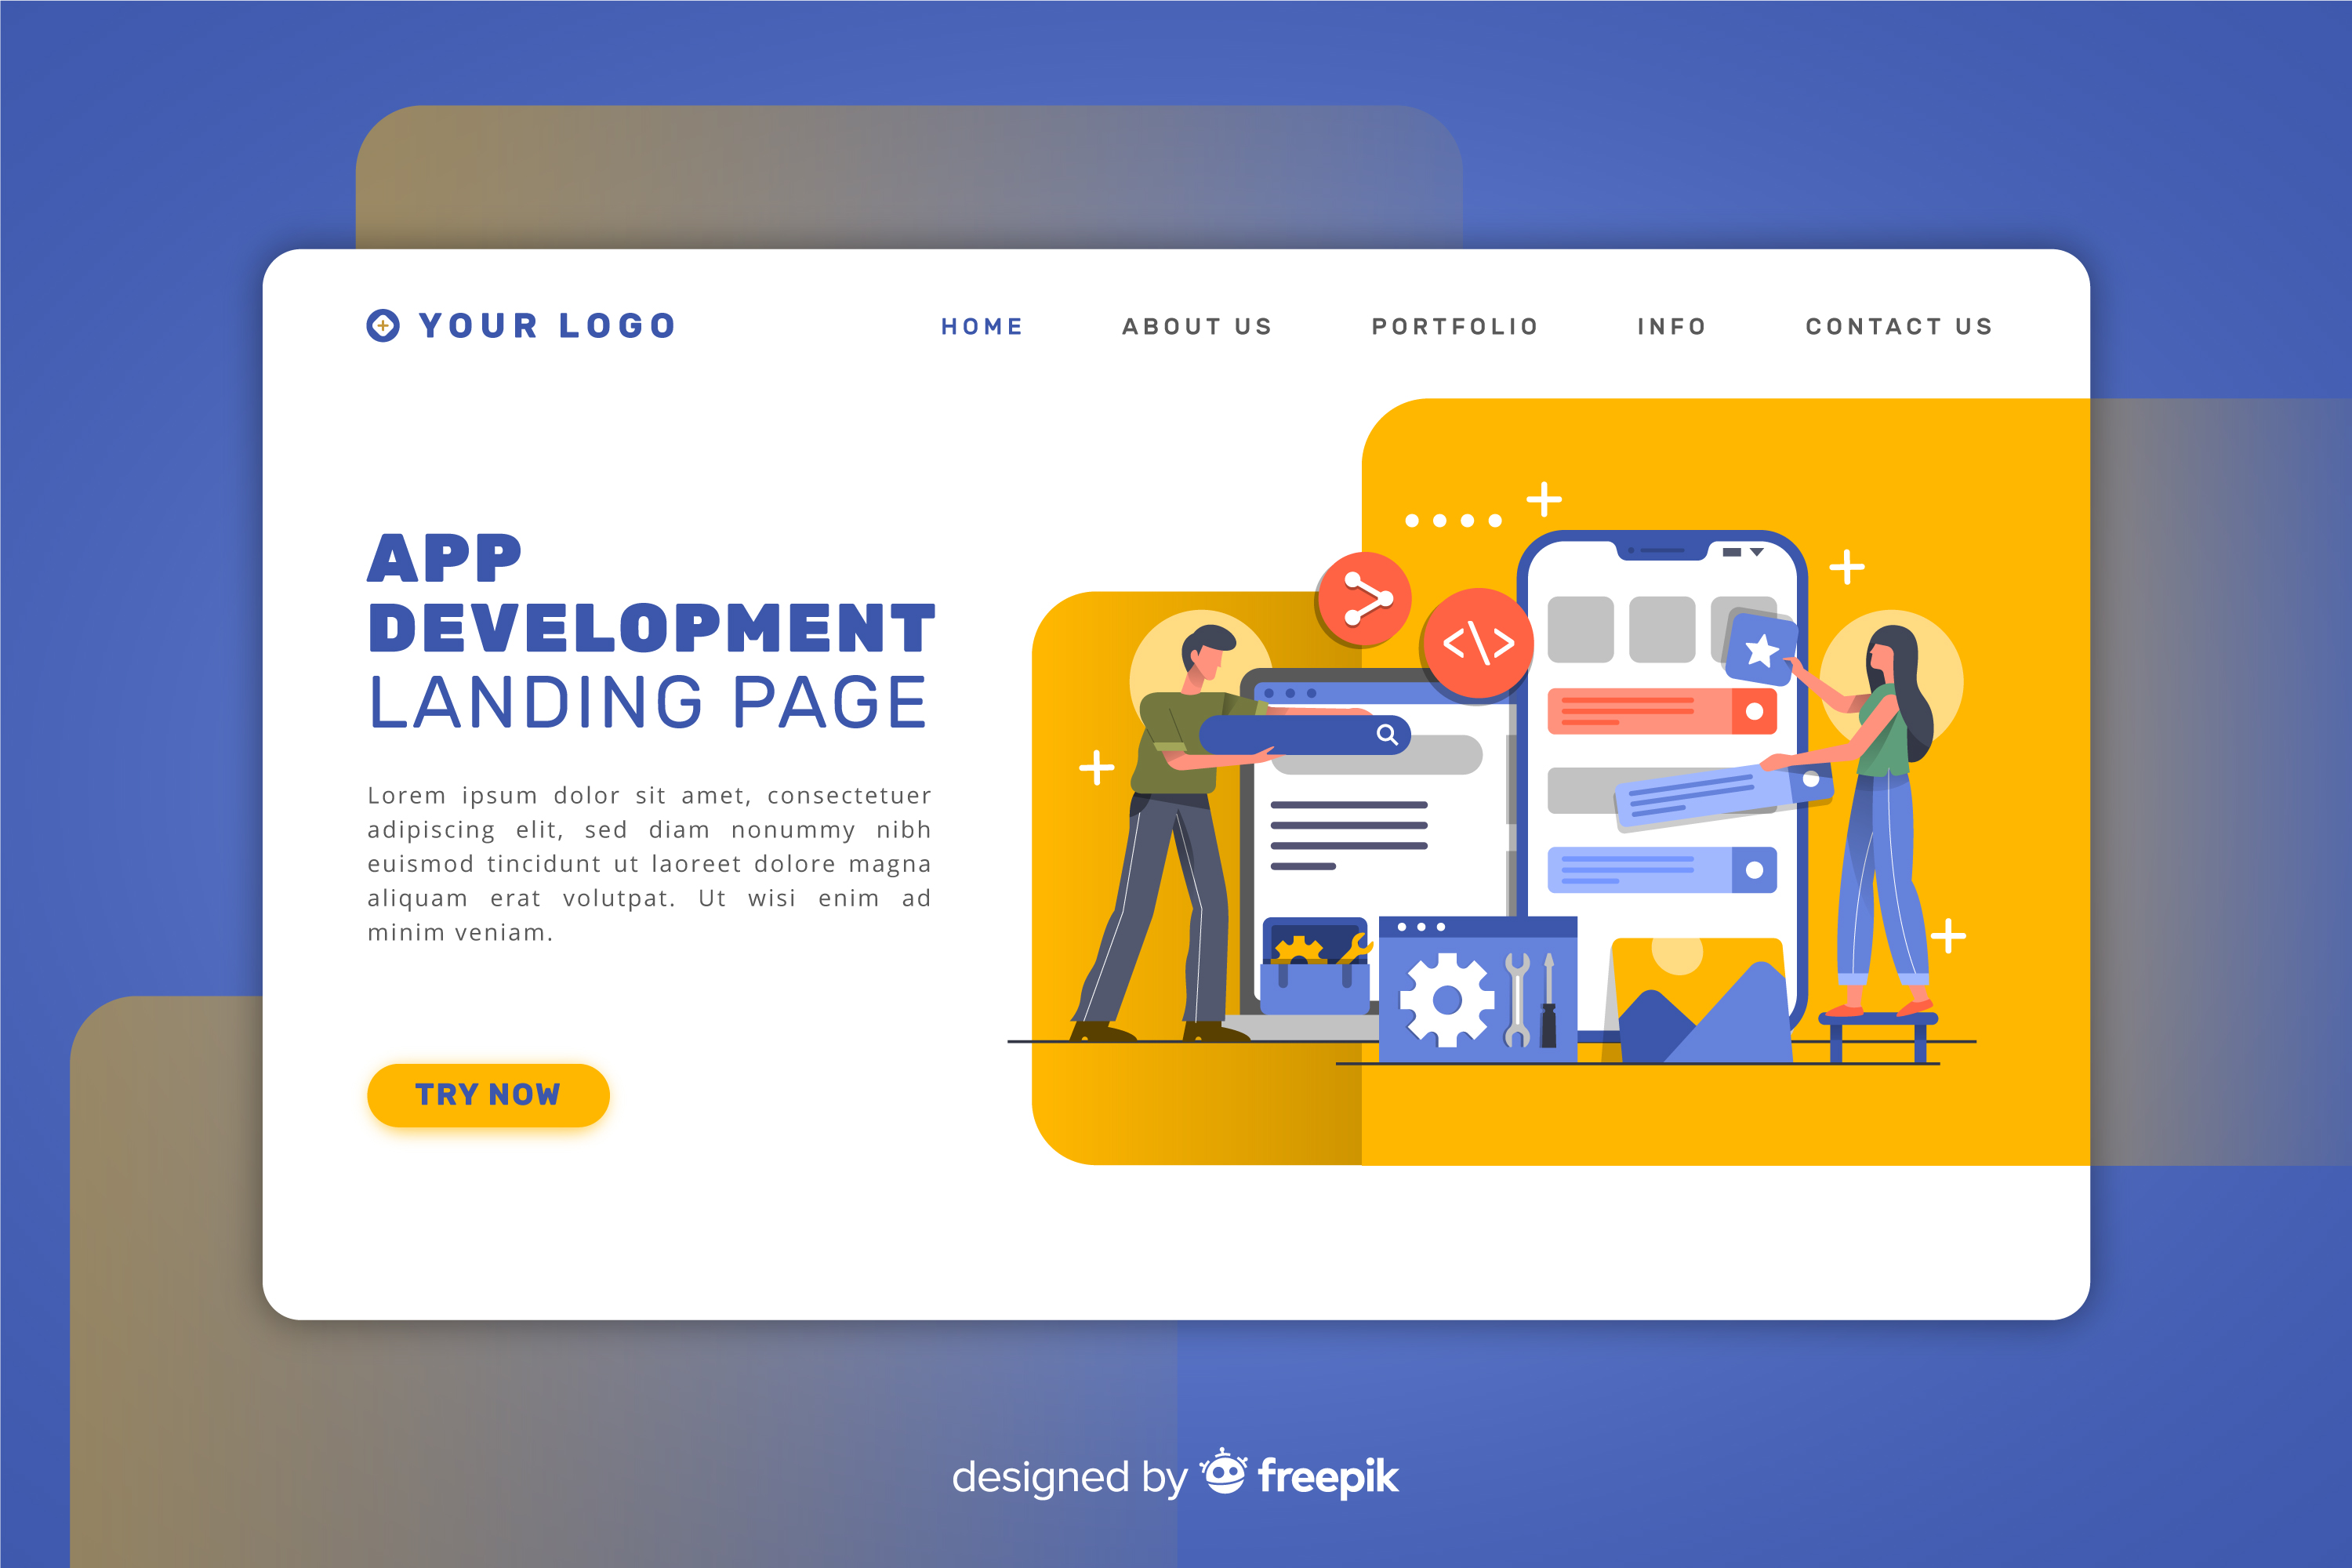 YOUR LOGO
HOME
ABOUT US
PORTFOLIO
INFO
CONTACT US
APP
DEVELOPMENT
LANDING PAGE
Lorem ipsum dolor sit amet, consectetuer
adipiscing elit, sed diam nonummy nibh
euismod tincidunt ut laoreet dolore magna
aliquam erat volutpat. Ut wisi enim ad
minim veniam.
TRY NOW
designed by freepik